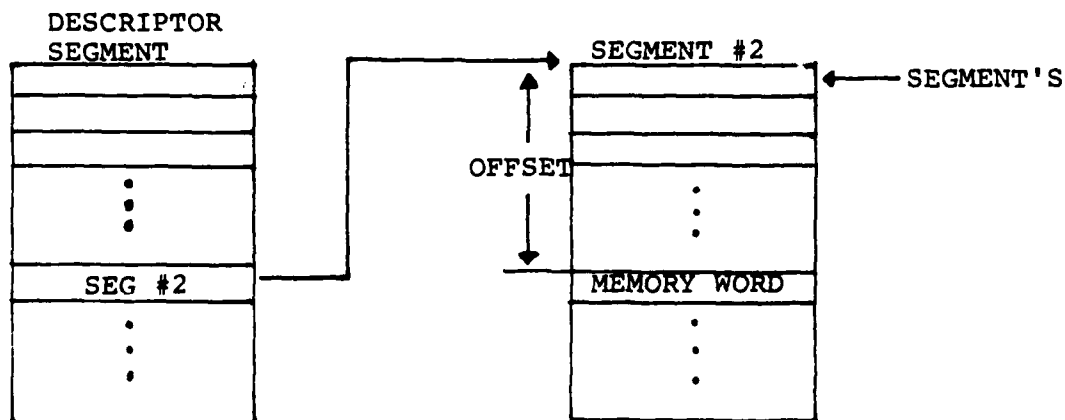 DESCRIPTOR
SEGMENT
SEGMENT #2
SEGMENT'S
OFFSET
SEG #2
MEMORY WORD